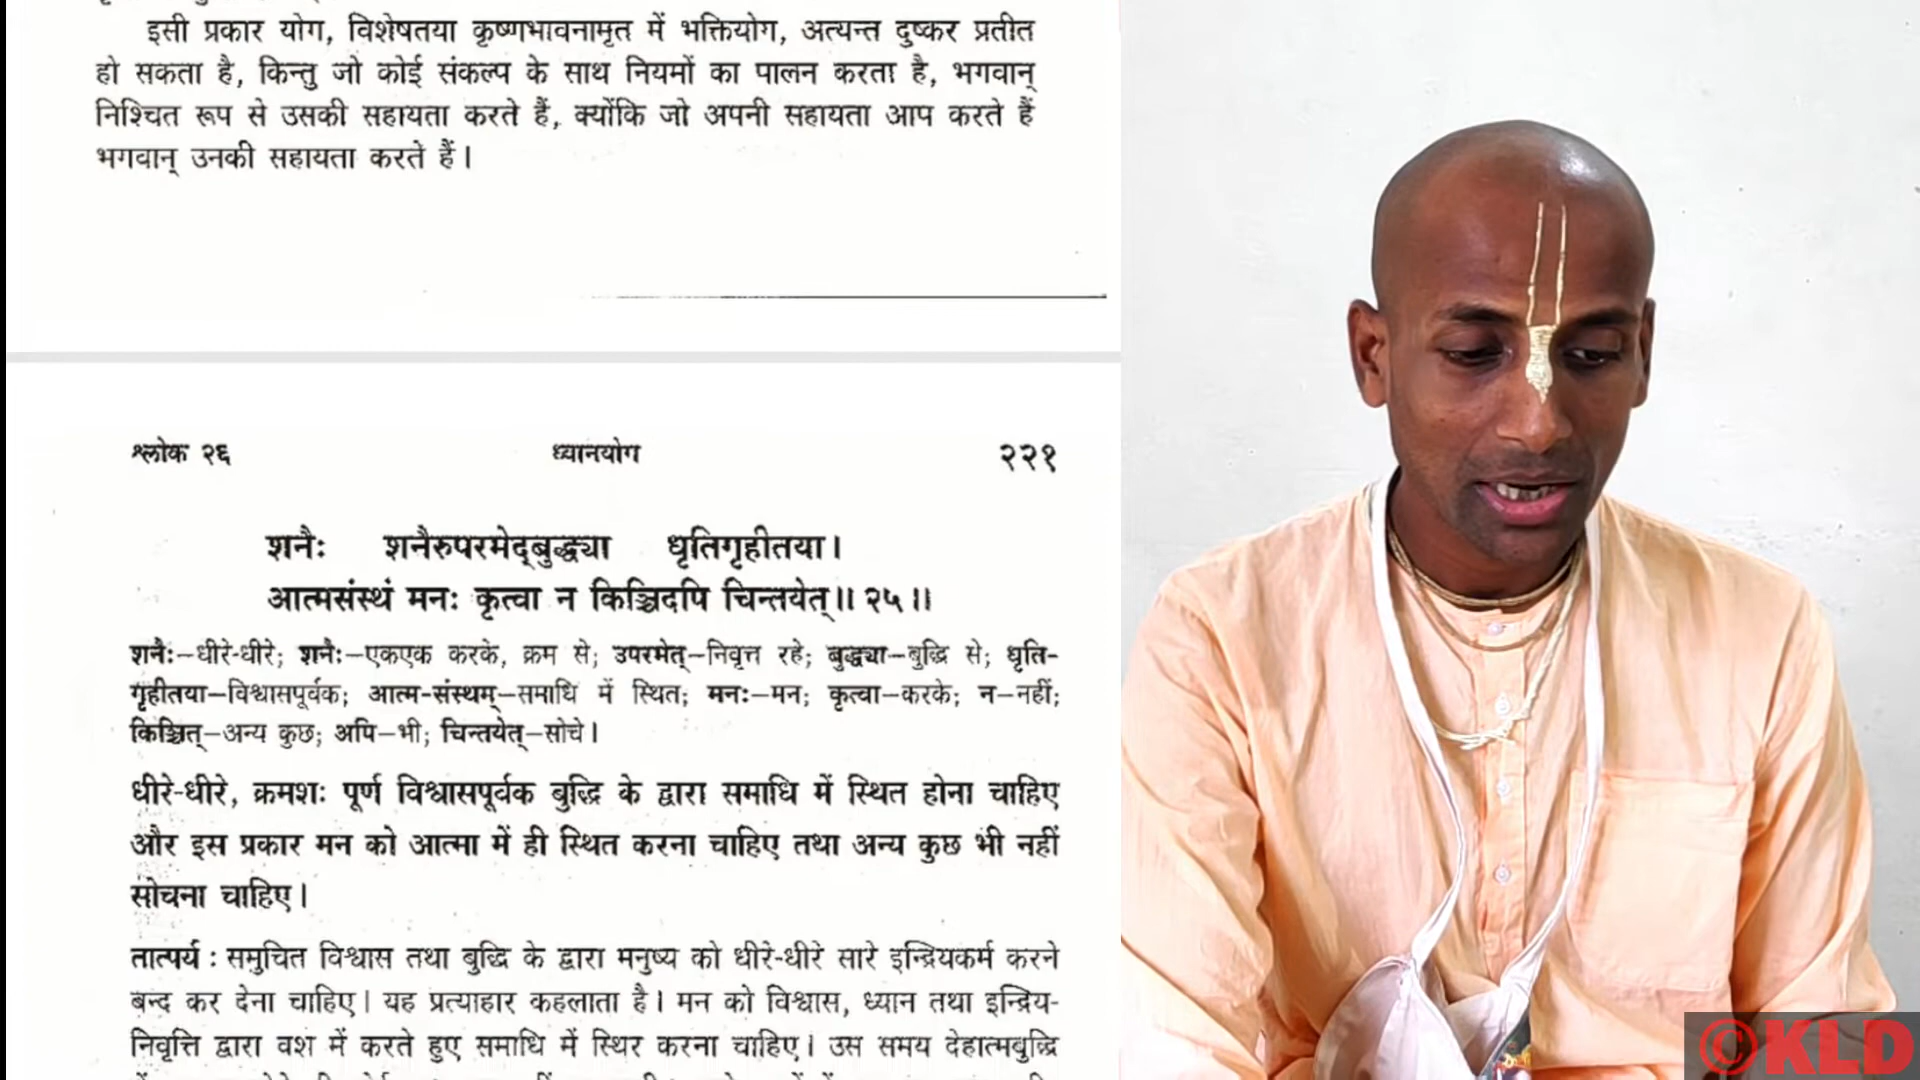 इसी प्रकार योग, विशेषतया कृष्णभावनामृत में भक्तियोग, अत्यन्त दुष्कर प्रतीत
हो सकता है, किन्तु जो कोई संकल्प के साथ नियमों का पालन करता है, भगवान्
निश्चित रूप से उसकी सहायता करते हैं, क्योंकि जो अपनी सहायता आप करते हैं
भगवान् उनकी सहायता करते हैं।
श्लोक २६ ध्यानयोग २२१
शनैः शनैरुपरमेद्‍बुद्ध्या धृतिगृहीतया।
आत्मसंस्थं मनः कृत्वा न किञ्चिदपि चिन्तयेत्॥ २५॥
शनैः–धीरे-धीरे; शनैः–एकएक करके, क्रम से; उपरमेत्–निवृत्त रहे; बुद्ध्या–बुद्धि से; धृति-
गृहीतया–विश्वासपूर्वक; आत्म-संस्थम्–समाधि में स्थित; मनः–मन; कृत्वा–करके; न–नहीं;
किञ्चित्–अन्य कुछ; अपि–भी; चिन्तयेत्–सोचे।
धीरे-धीरे, क्रमशः पूर्ण विश्वासपूर्वक बुद्धि के द्वारा समाधि में स्थित होना चाहिए
और इस प्रकार मन को आत्मा में ही स्थित करना चाहिए तथा अन्य कुछ भी नहीं
सोचना चाहिए।
तात्पर्य : समुचित विश्वास तथा बुद्धि के द्वारा मनुष्य को धीरे-धीरे सारे इन्द्रियकर्म करने
बन्द कर देना चाहिए। यह प्रत्याहार कहलाता है। मन को विश्वास, ध्यान तथा इन्द्रिय-
निवृत्ति द्वारा वश में करते हुए समाधि में स्थिर करना चाहिए। उस समय देहात्मबुद्धि
©KLD